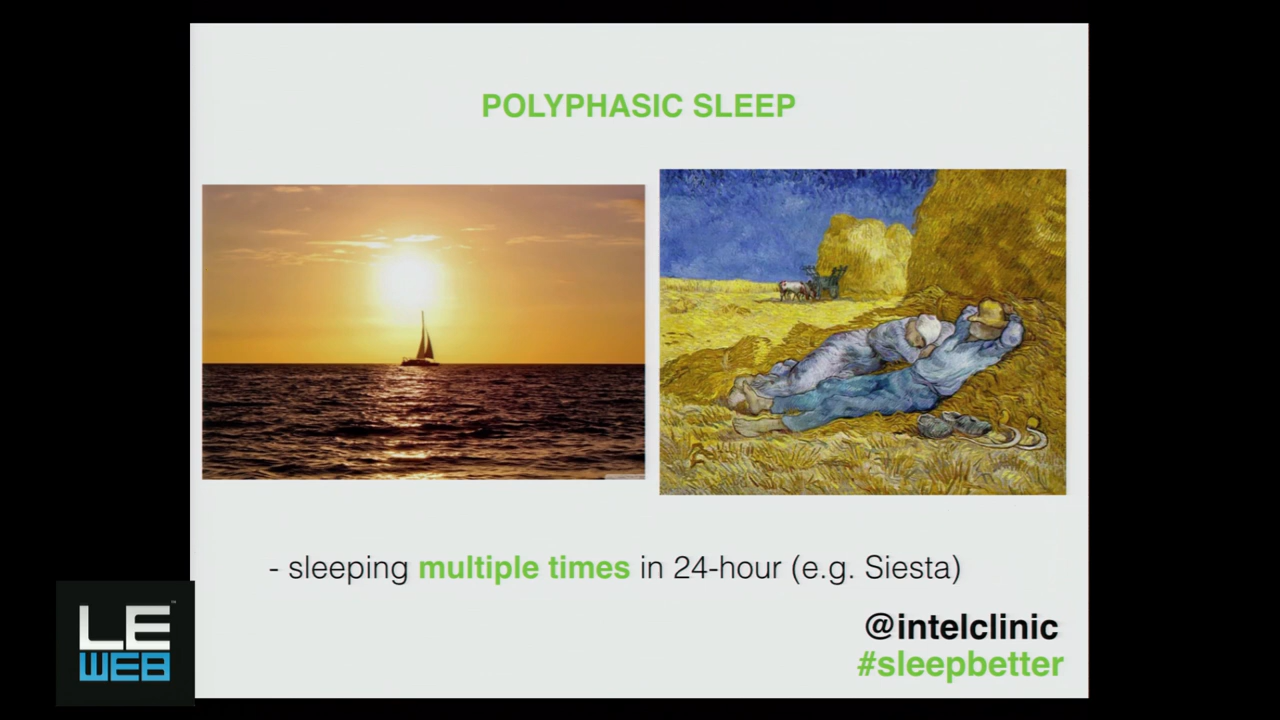 POLYPHASIC SLEEP
- sleeping multiple times in 24-hour (e.g. Siesta)
@intelclinic
#sleepbetter
LE
WEB